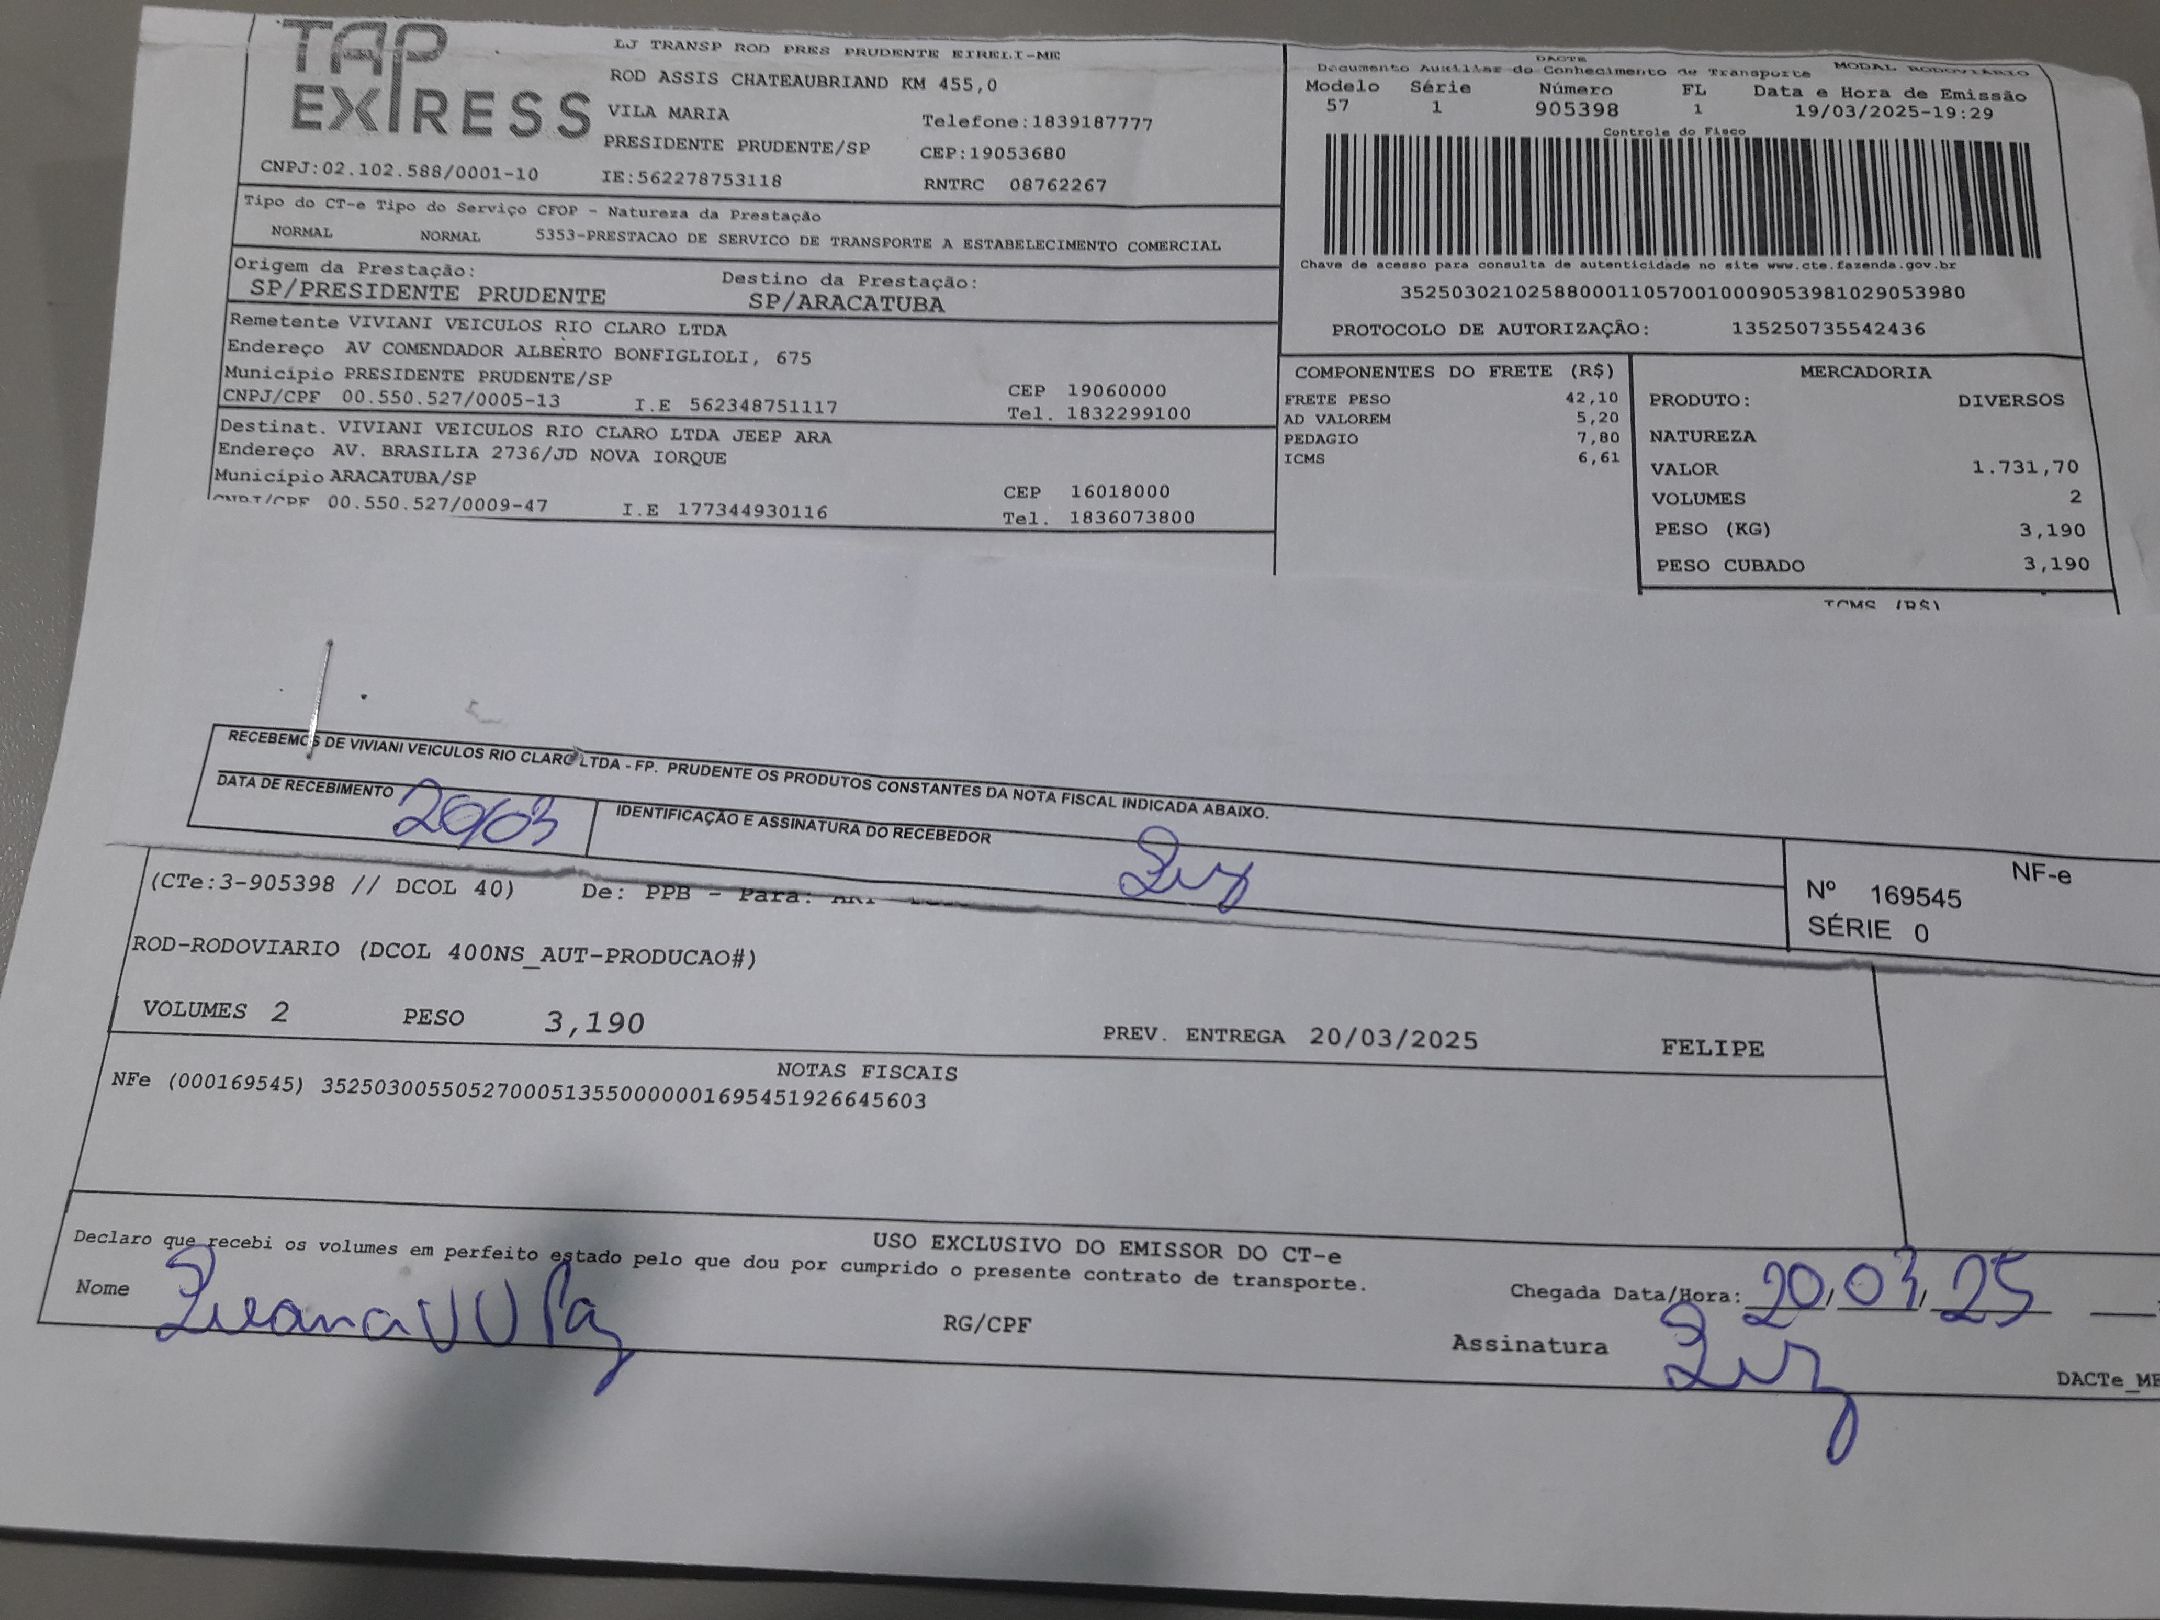 TAP
EXPRESS
LJ TRANSP ROD PRES PRUDENTE EIRELI-ME
ROD ASSIS CHATEAUBRIAND KM 455,0
VILA MARIA Telefone:1839187777
PRESIDENTE PRUDENTE/SP CEP:19053680
CNPJ:02.102.588/0001-10 IE:562278753118 RNTRC 08762267
DACTE
Documento Auxiliar do Conhecimento de Transporte MODAL RODOVIÁRIO
Modelo Série Número FL Data e Hora de Emissão
57 1 905398 1 19/03/2025-19:29
Controle do Fisco
Chave de acesso para consulta de autenticidade no site www.cte.fazenda.gov.br
35250302102588000110570010009053981029053980
PROTOCOLO DE AUTORIZAÇÃO: 135250735542436
Tipo do CT-e Tipo do Serviço CFOP - Natureza da Prestação
NORMAL NORMAL 5353-PRESTACAO DE SERVICO DE TRANSPORTE A ESTABELECIMENTO COMERCIAL
Origem da Prestação: Destino da Prestação:
SP/PRESIDENTE PRUDENTE SP/ARACATUBA
Remetente VIVIANI VEICULOS RIO CLARO LTDA
Endereço AV COMENDADOR ALBERTO BONFIGLIOLI, 675
Município PRESIDENTE PRUDENTE/SP CEP 19060000
CNPJ/CPF 00.550.527/0005-13 I.E 562348751117 Tel. 1832299100
Destinat. VIVIANI VEICULOS RIO CLARO LTDA JEEP ARA
Endereço AV. BRASILIA 2736/JD NOVA IORQUE
Município ARACATUBA/SP CEP 16018000
CNPJ/CPF 00.550.527/0009-47 I.E 177344930116 Tel. 1836073800
COMPONENTES DO FRETE (R$)
FRETE PESO 42,10
AD VALOREM 5,20
PEDAGIO 7,80
ICMS 6,61
MERCADORIA
PRODUTO: DIVERSOS
NATUREZA
VALOR 1.731,70
VOLUMES 2
PESO (KG) 3,190
PESO CUBADO 3,190
ICMS (R$)
RECEBEMOS DE VIVIANI VEICULOS RIO CLARO LTDA - FP. PRUDENTE OS PRODUTOS CONSTANTES DA NOTA FISCAL INDICADA ABAIXO.
DATA DE RECEBIMENTO 20/03 IDENTIFICAÇÃO E ASSINATURA DO RECEBEDOR
NF-e
Nº 169545
SÉRIE 0
(CTe:3-905398 // DCOL 40) De: PPB - Para:
ROD-RODOVIARIO (DCOL 400NS_AUT-PRODUCAO#)
VOLUMES 2 PESO 3,190 PREV. ENTREGA 20/03/2025 FELIPE
NOTAS FISCAIS
NFe (000169545) 35250300550527000513550000001695451926645603
USO EXCLUSIVO DO EMISSOR DO CT-e
Declaro que recebi os volumes em perfeito estado pelo que dou por cumprido o presente contrato de transporte.
Nome Luana RG/CPF
Chegada Data/Hora: 20/03/25
Assinatura
DACTe_ME